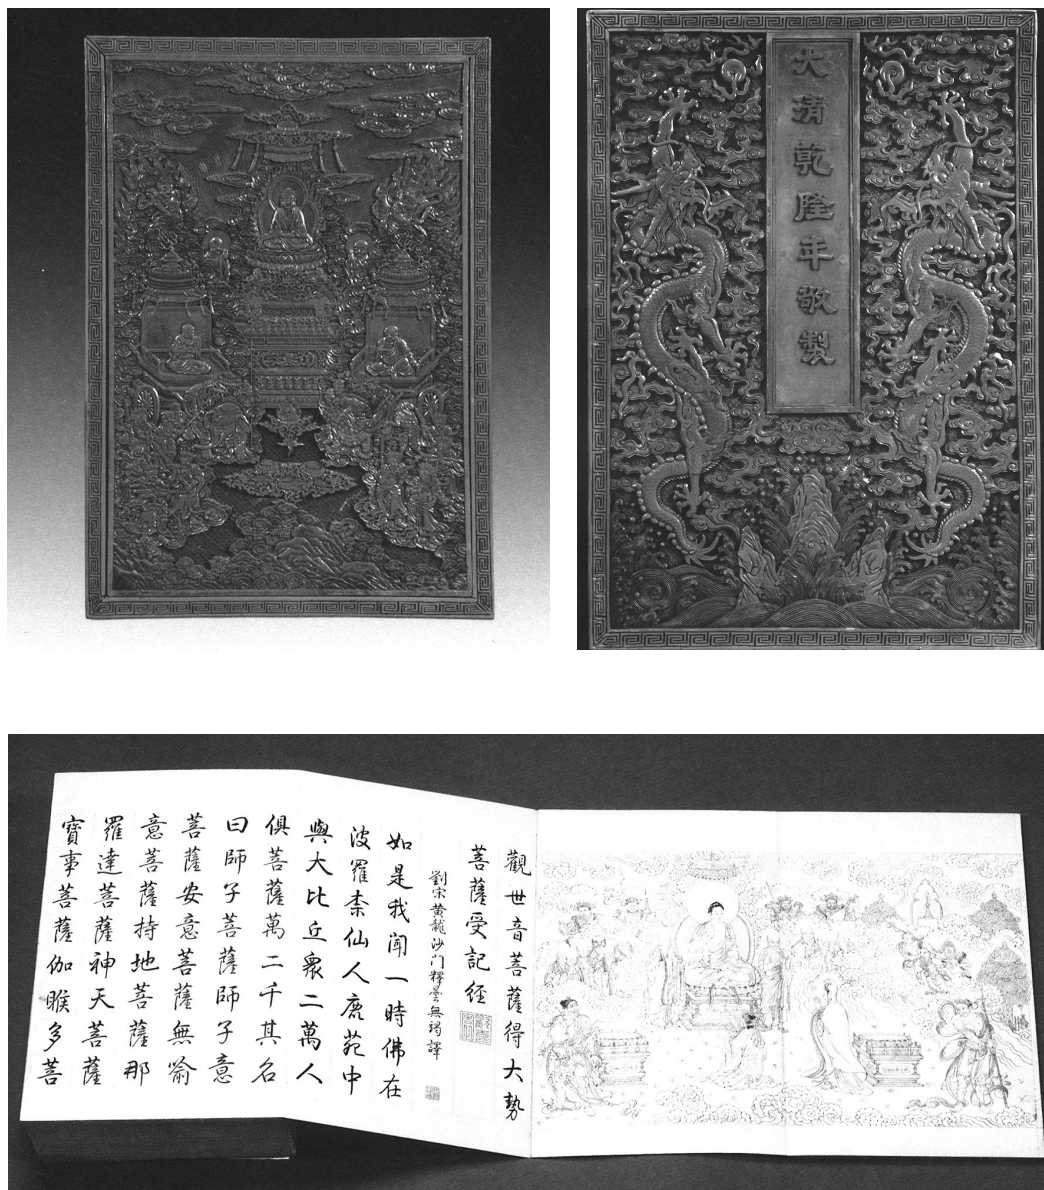 大清乾隆年敬製
觀世音菩薩得大勢
菩薩受記經
劉宋黃龍沙门釋曇無竭譯
如是我闻一時佛在
波羅柰仙人鹿苑中
與大比丘眾二萬人
俱菩薩萬二千其名
曰師子菩薩師子意
菩薩安意菩薩無喻
意菩薩持地菩薩那
羅達菩薩神天菩薩
寶事菩薩伽睺多菩